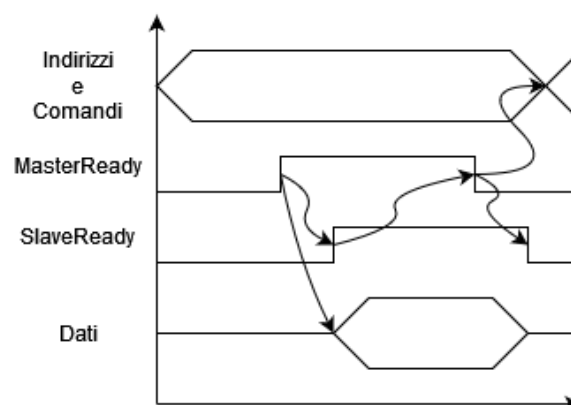 Indirizzi
e
Comandi
MasterReady
SlaveReady
Dati